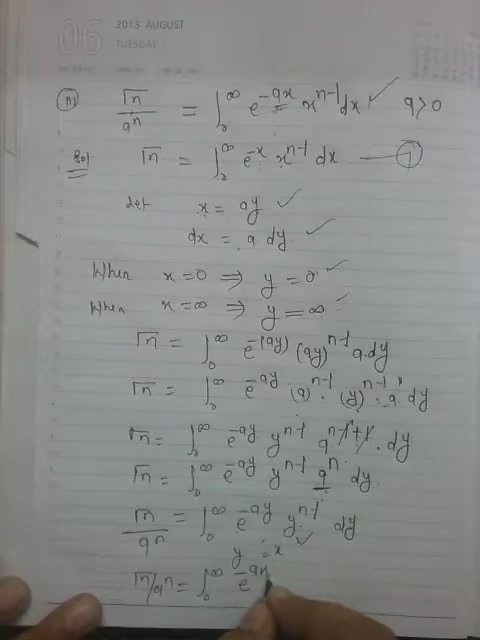 06 2013 AUGUST
TUESDAY
(n) Γn / a^n = ∫₀^∞ e^{-ax} x^{n-1} dx ✓ a>0
Sol Γn = ∫₀^∞ e^{-x} x^{n-1} dx — (1)
Let x = ay ✓
dx = a dy ✓
When x=0 ⇒ y = 0 ✓
When x=∞ ⇒ y = ∞
Γn = ∫₀^∞ e^{-(ay)} (ay)^{n-1} a.dy
Γn = ∫₀^∞ e^{-ay} (a)^{n-1} . (y)^{n-1} . a. dy
Γn = ∫₀^∞ e^{-ay} y^{n-1} a^{n-1+1} . dy
Γn = ∫₀^∞ e^{-ay} y^{n-1} a^n dy
Γn / a^n = ∫₀^∞ e^{-ay} y^{n-1} dy
y = x ✓
Γn/a^n = ∫₀^∞ e^{-ax